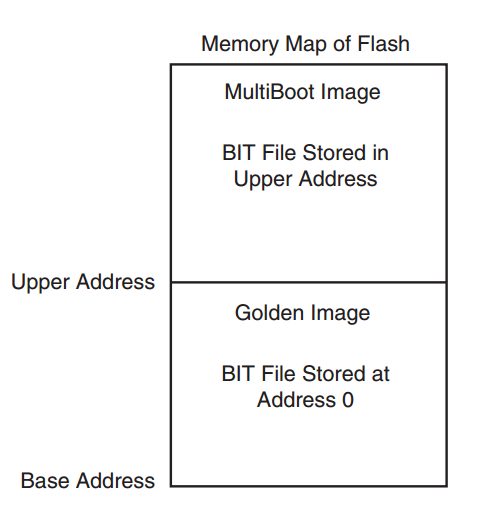 Memory Map of Flash
MultiBoot Image
BIT File Stored in
Upper Address
Upper Address
Golden Image
BIT File Stored at
Address 0
Base Address